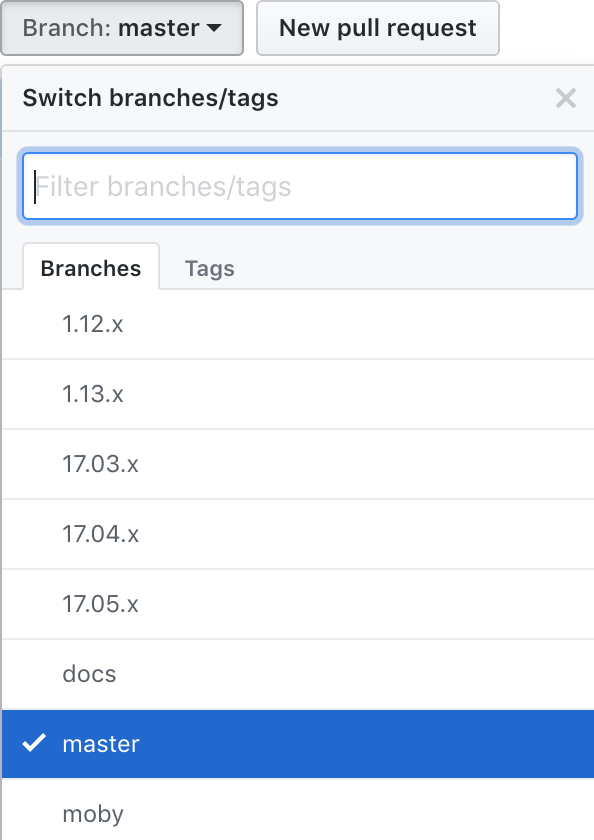 Branch: master New pull request
Switch branches/tags
Filter branches/tags
Branches Tags
1.12.x
1.13.x
17.03.x
17.04.x
17.05.x
docs
master
moby